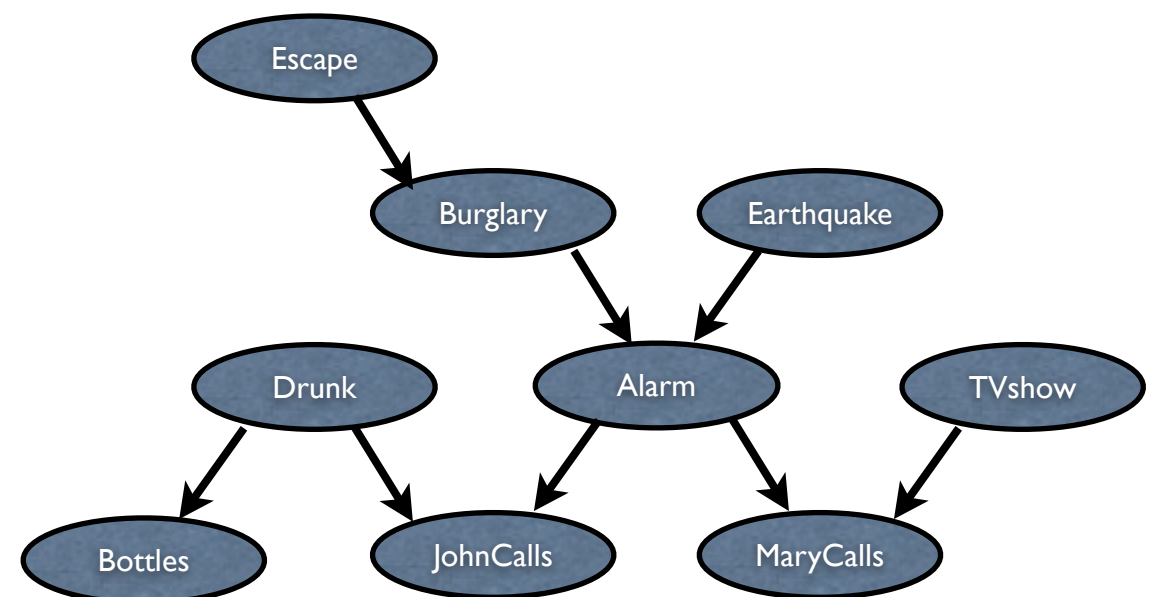 Escape
Burglary
Earthquake
Drunk
Alarm
TVshow
Bottles
JohnCalls
MaryCalls